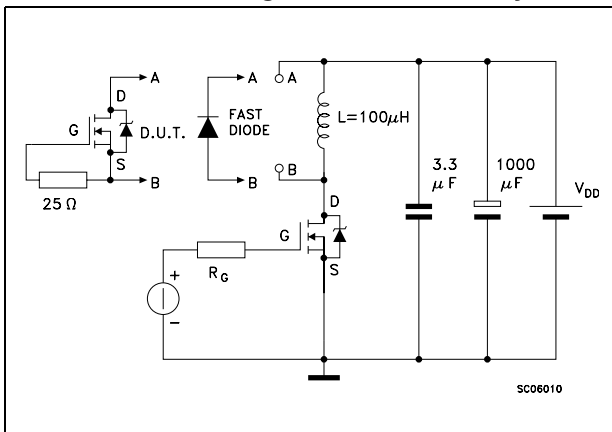 A
A
A
D
FAST
DIODE
L=100μH
G
D.U.T.
S
B
B
B
25 Ω
3.3
μF
1000
μF
V_DD
D
G
S
R_G
+
−
SC06010